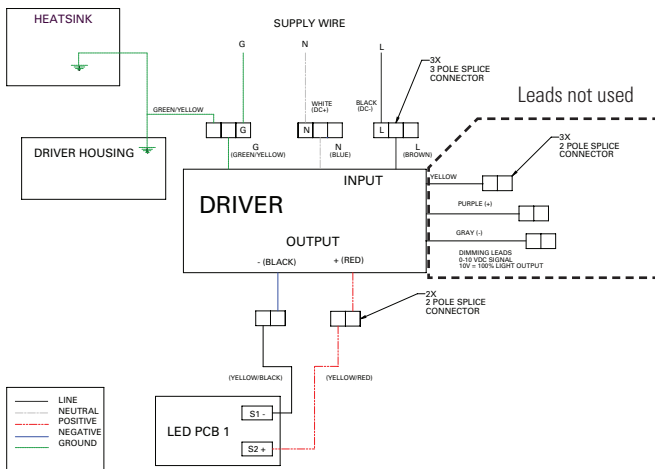 HEATSINK
SUPPLY WIRE
G
N
L
3X
3 POLE SPLICE
CONNECTOR
WHITE
(DC+)
BLACK
(DC-)
Leads not used
GREEN/YELLOW
G
N
L
3X
2 POLE SPLICE
CONNECTOR
DRIVER HOUSING
G
(GREEN/YELLOW)
N
(BLUE)
L
(BROWN)
INPUT
YELLOW
DRIVER
PURPLE (+)
OUTPUT
GRAY (-)
- (BLACK)
+ (RED)
DIMMING LEADS
0-10 VDC SIGNAL
10V = 100% LIGHT OUTPUT
2X
2 POLE SPLICE
CONNECTOR
(YELLOW/BLACK)
(YELLOW/RED)
LINE
NEUTRAL
POSITIVE
NEGATIVE
GROUND
LED PCB 1
S1 -
S2 +